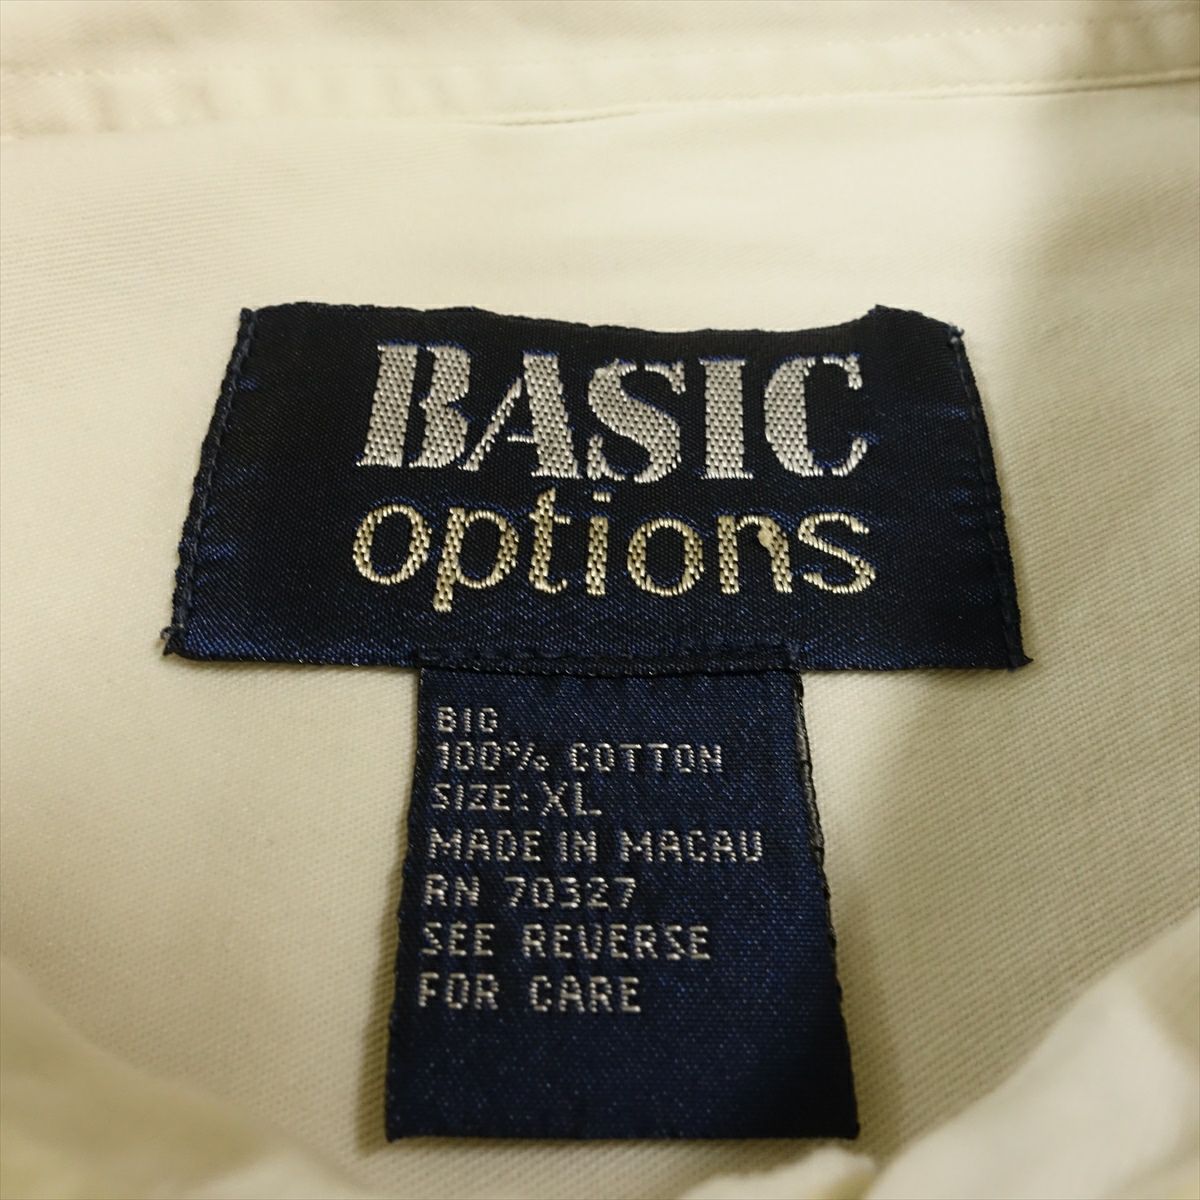 BASIC
options
BIG
100% COTTON
SIZE: XL
MADE IN MACAU
RN 70327
SEE REVERSE
FOR CARE